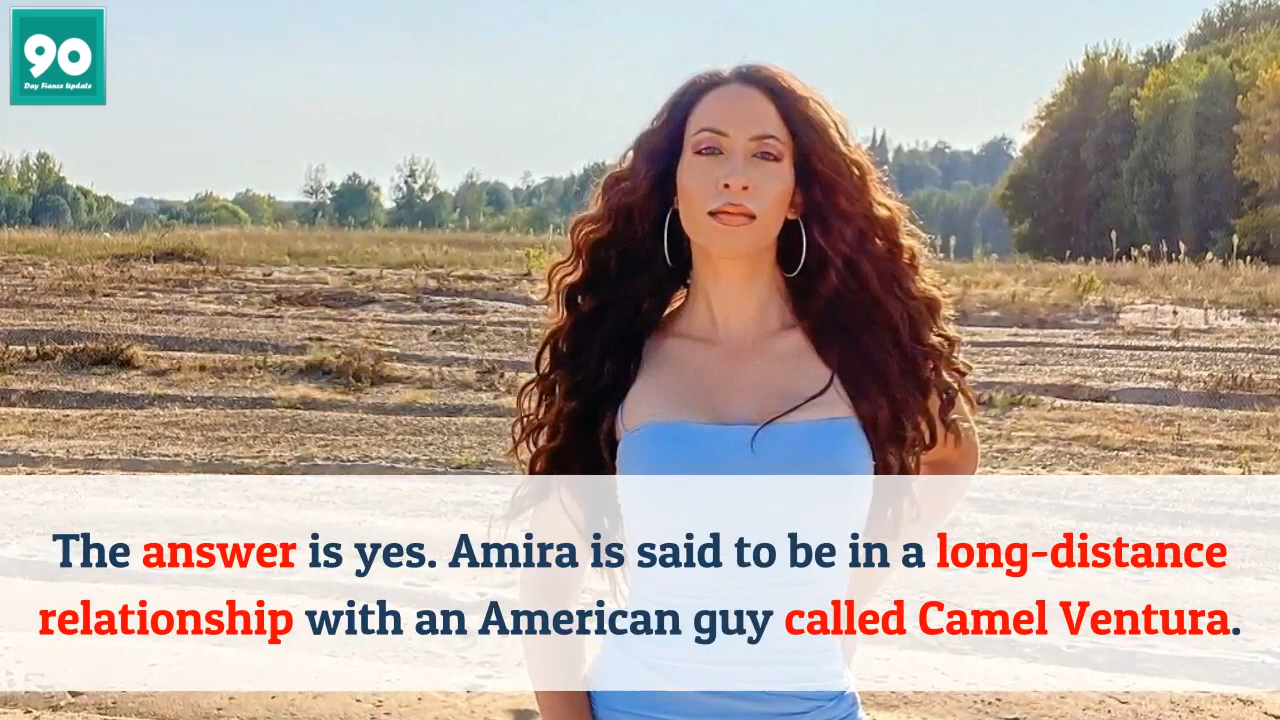 90
Day Fiance Update
The answer is yes. Amira is said to be in a long-distance
relationship with an American guy called Camel Ventura.